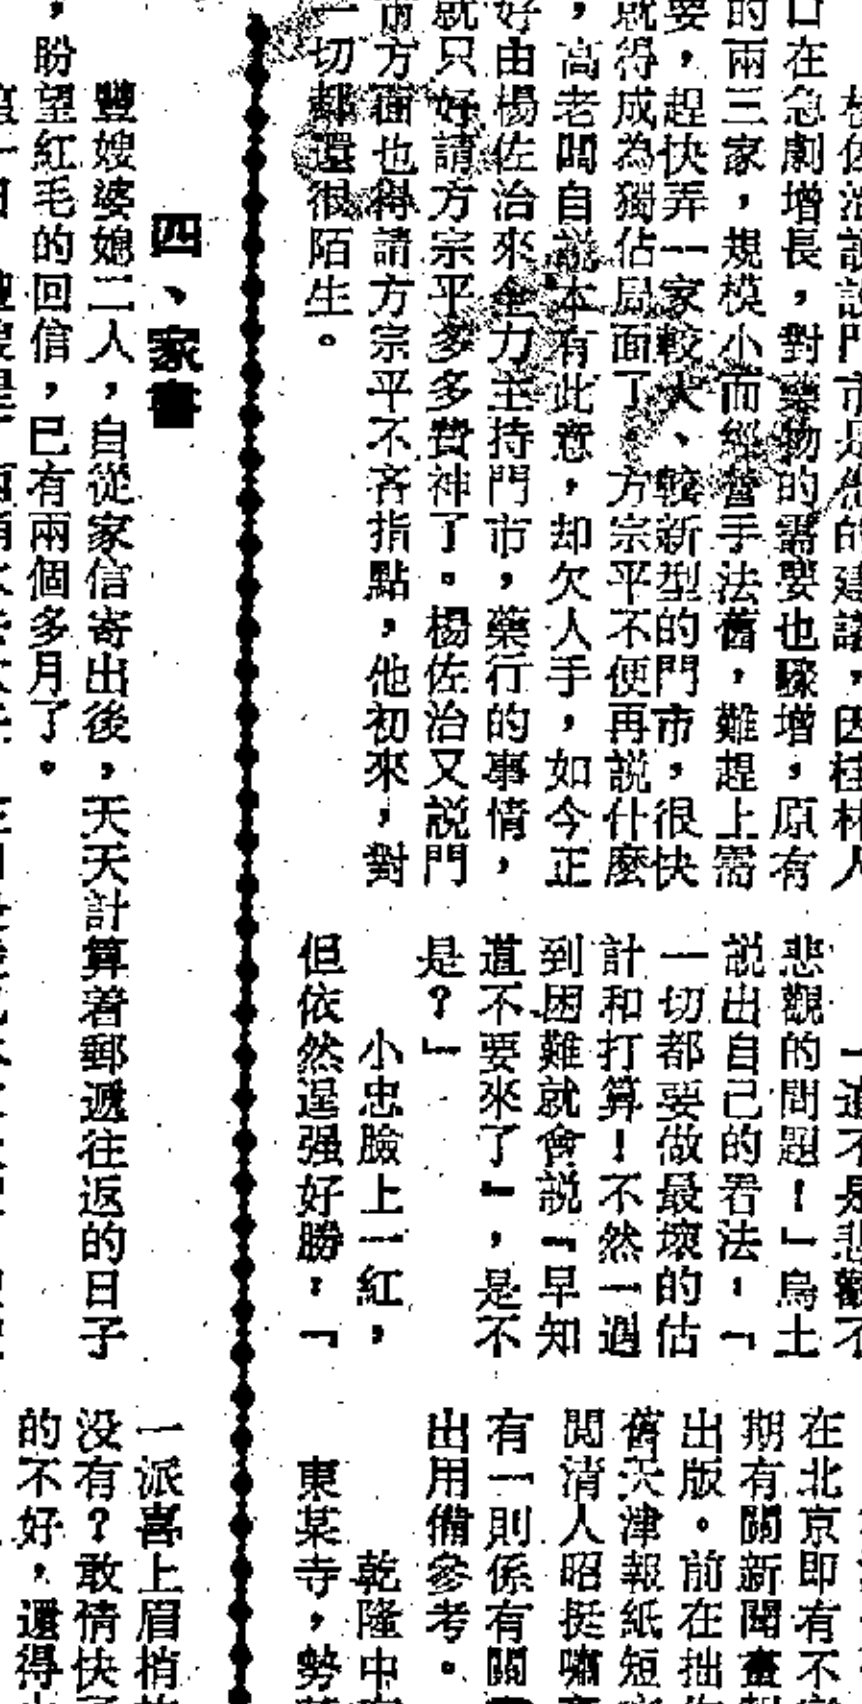 口在急劇增長，對藥物的需要也驟增，原有
的兩三家，規模小而經營手法舊，難趕上需
要，趕快弄一家較大、較新型的門市，很快
就得成為獨佔局面了。方宗平不便再説什麼
，高老闆自説本有此意，却欠人手，如今正
好由楊佐治來全力主持門市，藥行的事情，
就只好請方宗平多多費神了。楊佐治又説門
市方面也得請方宗平不吝指點，他初來，對
一切都還很陌生。
悲觀的問題！」烏土
説出自己的看法：「
一切都要做最壞的估
計和打算！不然一遇
到困難就會説『早知
道不要來了』，是不
是？」
小忠臉上一紅，
但依然逞强好勝：「
在北京即有不
期有關新聞畫
出版。前在拙
舊天津報紙短
閲清人昭挺嘯
有一則係有關
出用備參考。
乾隆中
東某寺，勢
四、家書
豐嫂婆媳二人，自從家信寄出後，天天計算着郵遞往返的日子
，盼望紅毛的回信，已有兩個多月了。
一派喜上眉梢
没有？敢情快
的不好，還得